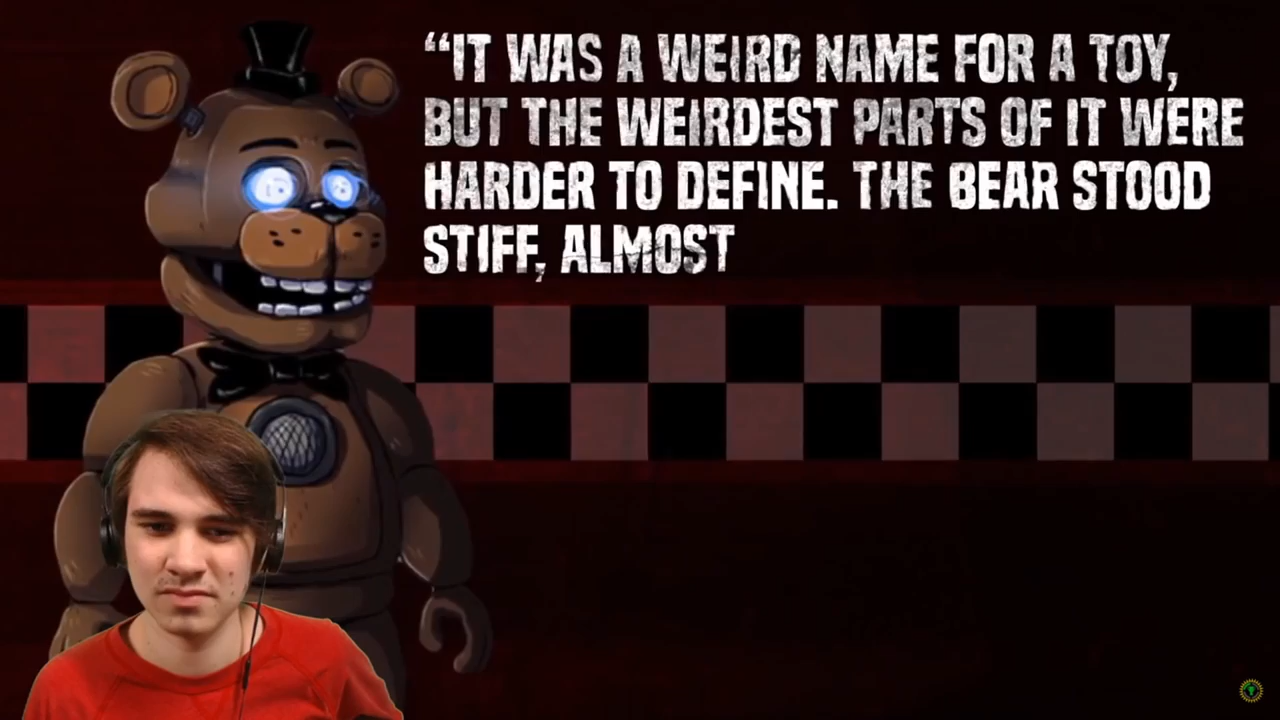 “IT WAS A WEIRD NAME FOR A TOY,
BUT THE WEIRDEST PARTS OF IT WERE
HARDER TO DEFINE. THE BEAR STOOD
STIFF, ALMOST